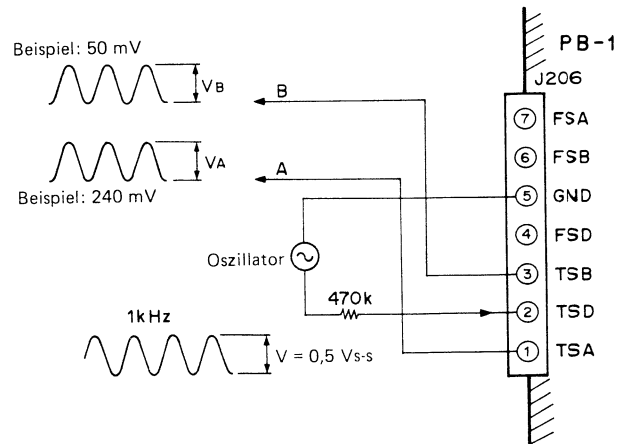 Beispiel: 50 mV
VB
B
VA
A
Beispiel: 240 mV
Oszillator
470k
1kHz
V = 0,5 Vs-s
PB-1
J206
7 FSA
6 FSB
5 GND
4 FSD
3 TSB
2 TSD
1 TSA